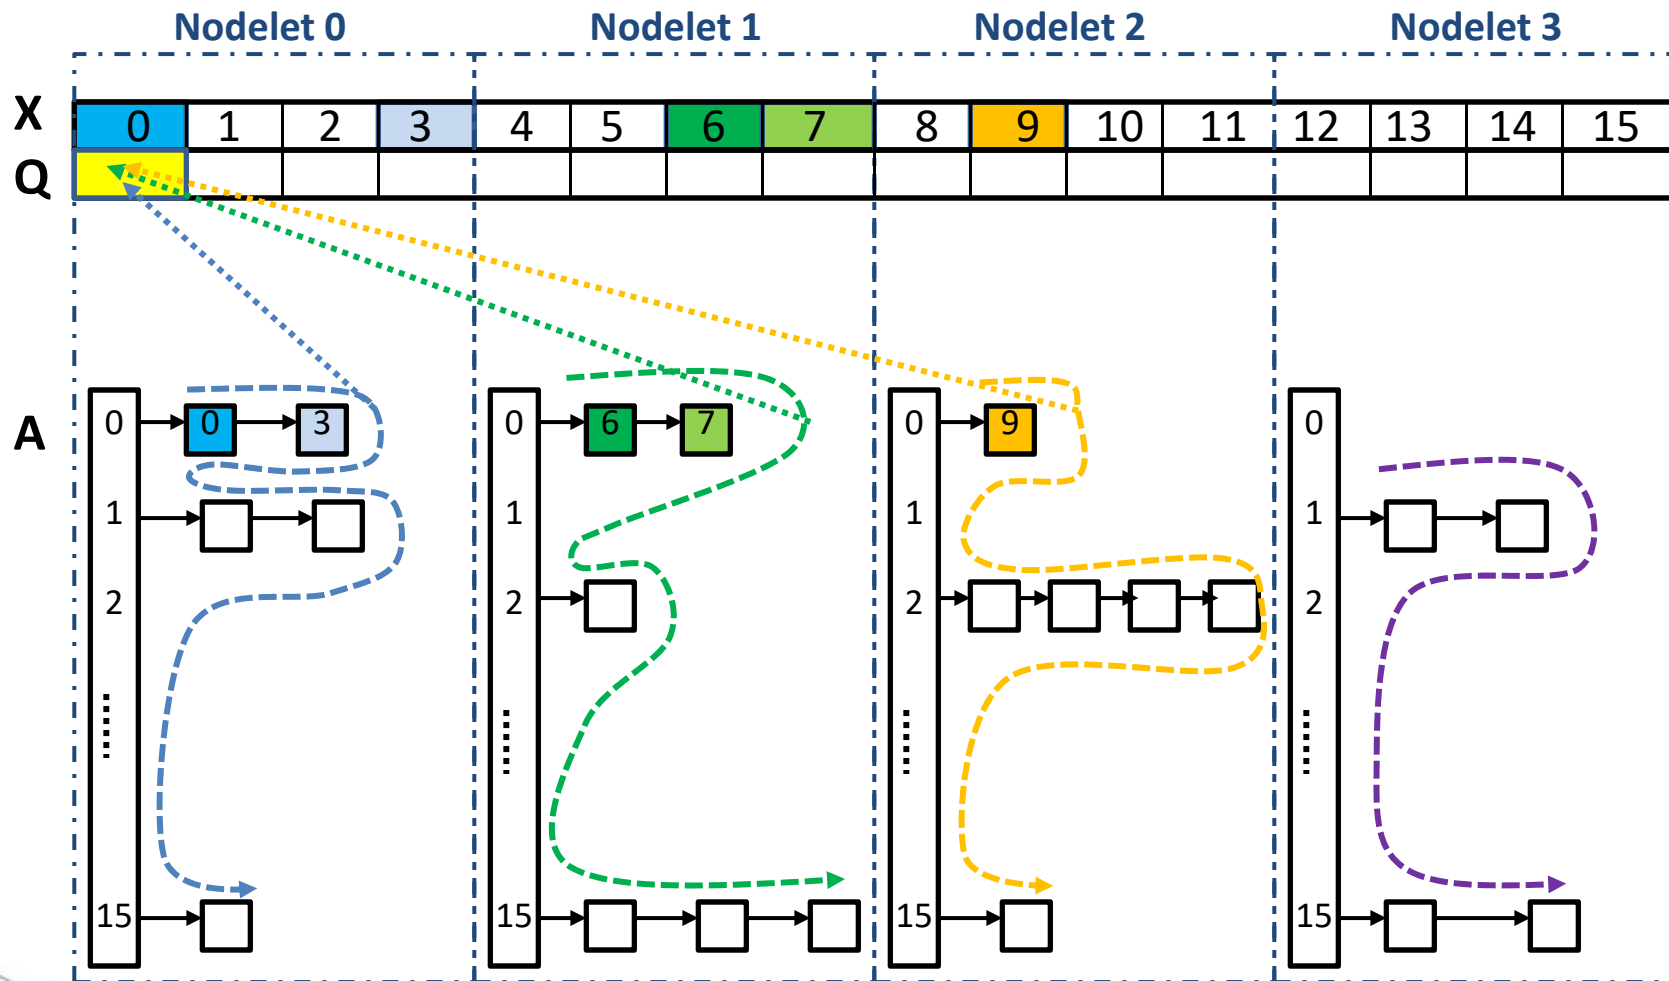 Nodelet 0 Nodelet 1 Nodelet 2 Nodelet 3
X 0 1 2 3 4 5 6 7 8 9 10 11 12 13 14 15
Q
A 0 0 3 0 6 7 0 9 0
1 1 1 1
2 2 2 2
15 15 15 15